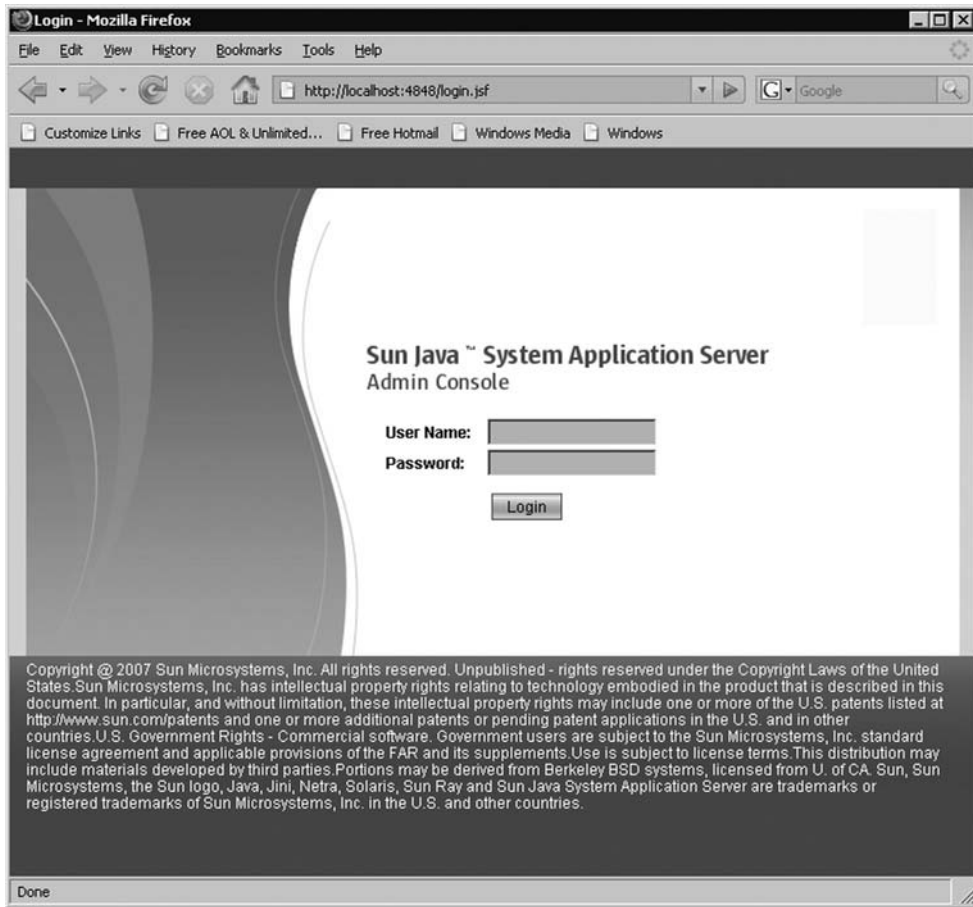 Login - Mozilla Firefox
File Edit View History Bookmarks Tools Help
http://localhost:4848/login.jsf
G Google
Customize Links Free AOL & Unlimited... Free Hotmail Windows Media Windows
Sun Java ™ System Application Server
Admin Console
User Name:
Password:
Login
Copyright @ 2007 Sun Microsystems, Inc. All rights reserved. Unpublished - rights reserved under the Copyright Laws of the United
States.Sun Microsystems, Inc. has intellectual property rights relating to technology embodied in the product that is described in this
document. In particular, and without limitation, these intellectual property rights may include one or more of the U.S. patents listed at
http://www.sun.com/patents and one or more additional patents or pending patent applications in the U.S. and in other
countries.U.S. Government Rights - Commercial software. Government users are subject to the Sun Microsystems, Inc. standard
license agreement and applicable provisions of the FAR and its supplements.Use is subject to license terms.This distribution may
include materials developed by third parties.Portions may be derived from Berkeley BSD systems, licensed from U. of CA. Sun, Sun
Microsystems, the Sun logo, Java, Jini, Netra, Solaris, Sun Ray and Sun Java System Application Server are trademarks or
registered trademarks of Sun Microsystems, Inc. in the U.S. and other countries.
Done